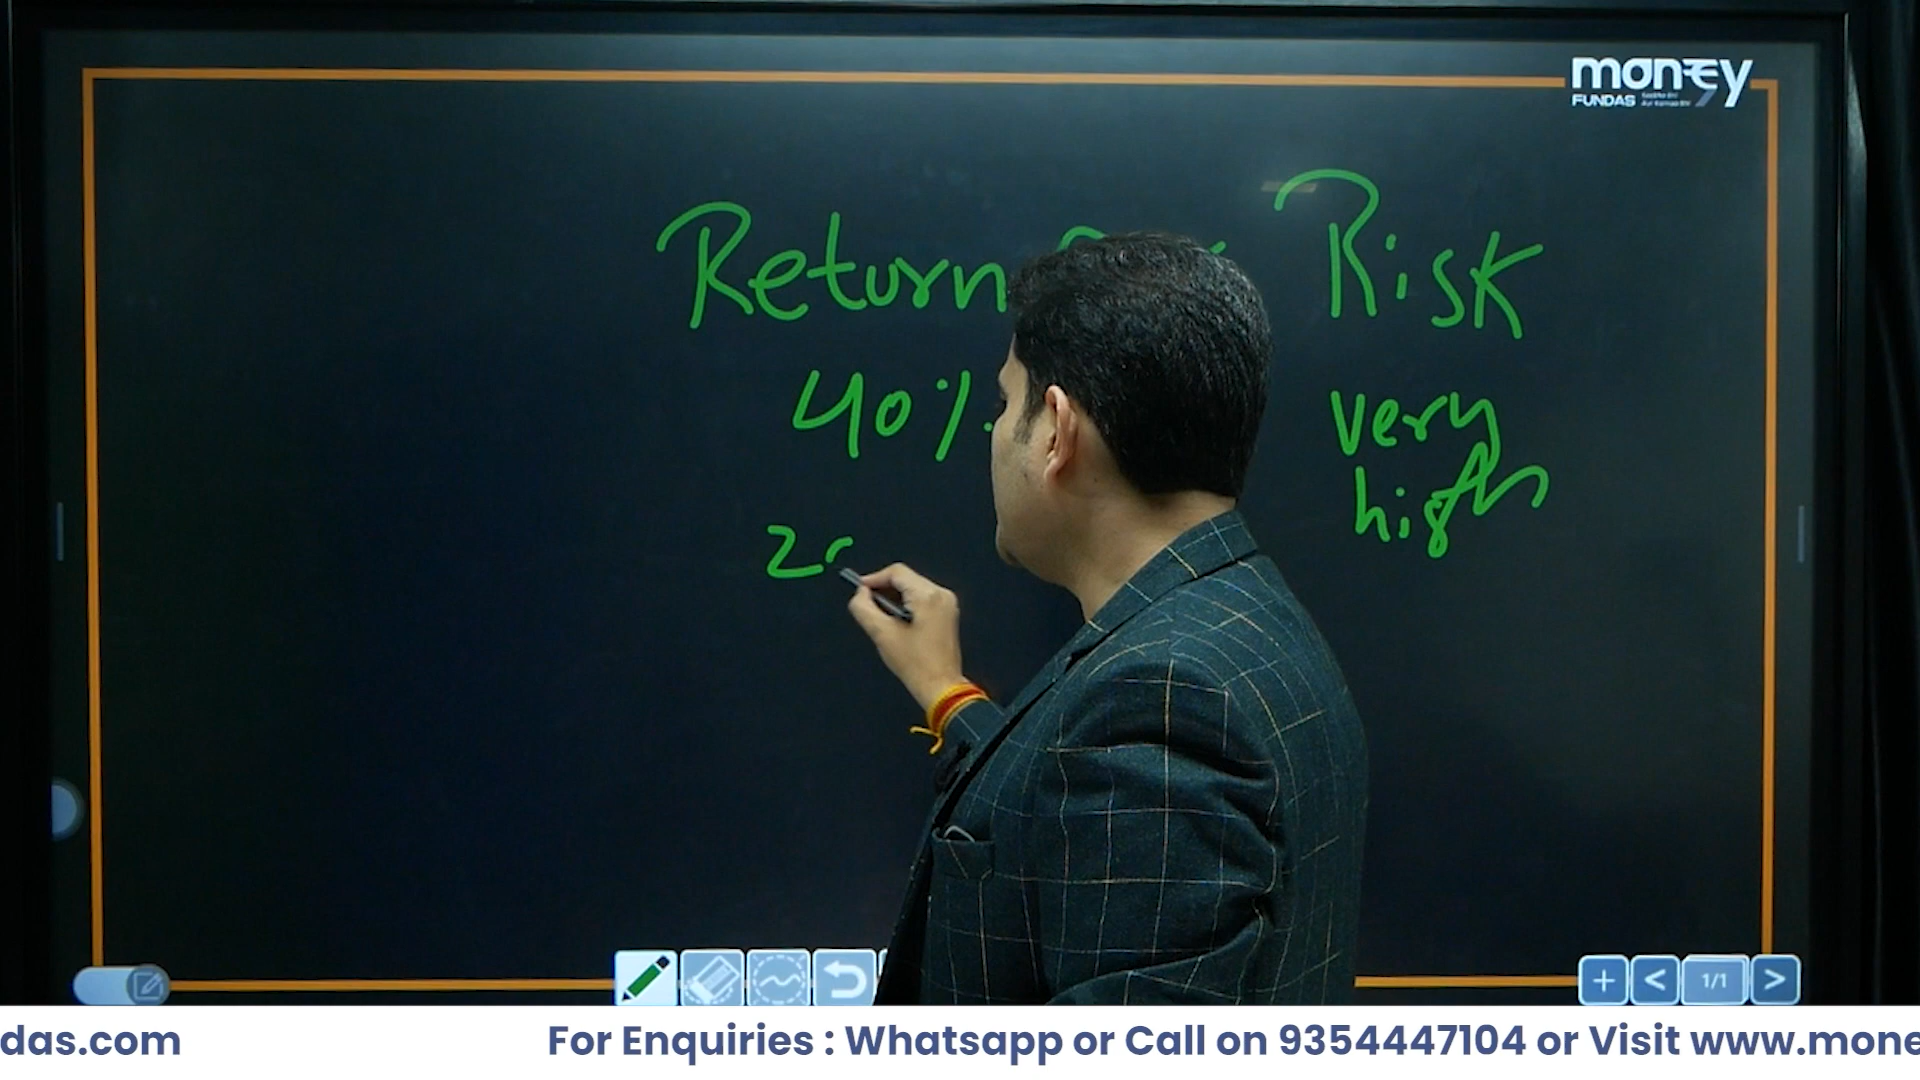 money
FUNDAS
Return Risk
40%. very
high
2
1/1
das.com For Enquiries : Whatsapp or Call on 9354447104 or Visit www.mone